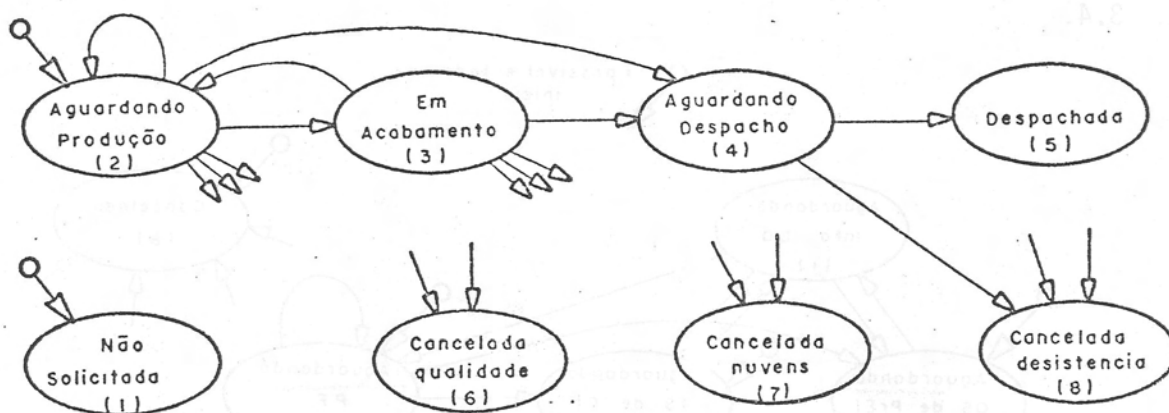 Aguardando
Produção
(2)
Em
Acabamento
(3)
Aguardando
Despacho
(4)
Despachada
(5)
Não
Solicitada
(1)
Cancelada
qualidade
(6)
Cancelada
nuvens
(7)
Cancelada
desistencia
(8)